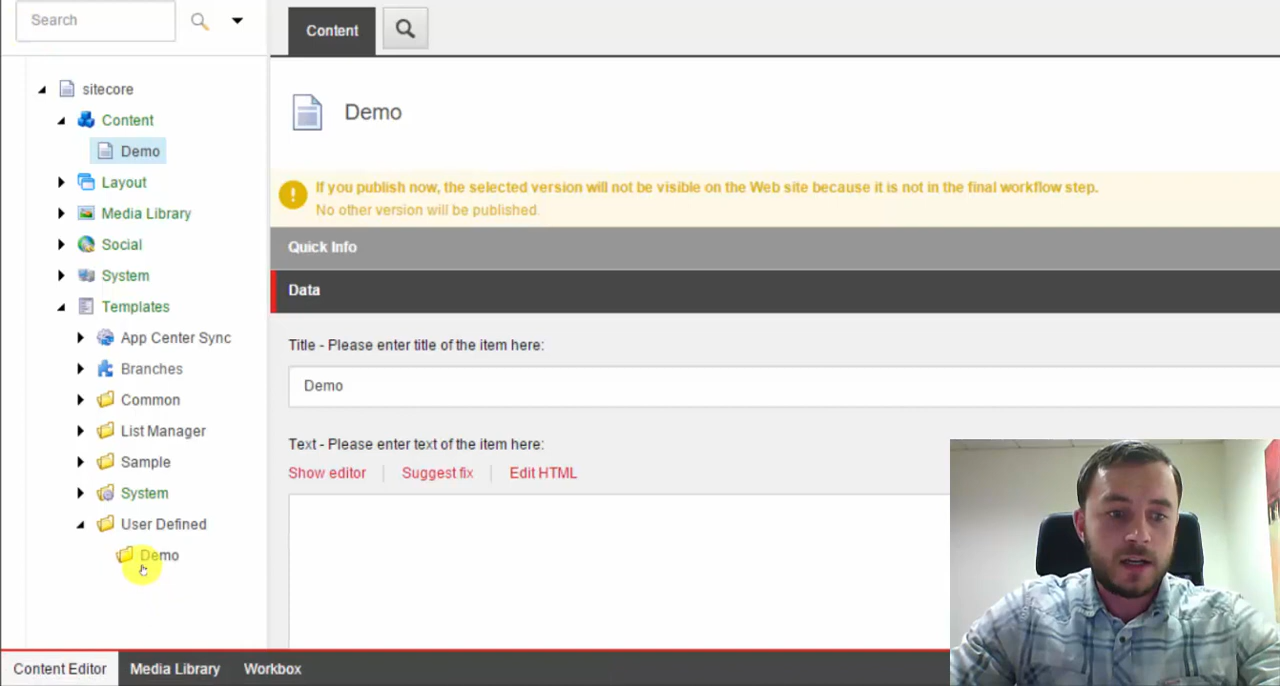 Search
sitecore
Content
Demo
Layout
Media Library
Social
System
Templates
App Center Sync
Branches
Common
List Manager
Sample
System
User Defined
Demo
Content
Demo
If you publish now, the selected version will not be visible on the Web site because it is not in the final workflow step.
No other version will be published.
Quick Info
Data
Title - Please enter title of the item here:
Demo
Text - Please enter text of the item here:
Show editor | Suggest fix | Edit HTML
Content Editor Media Library Workbox